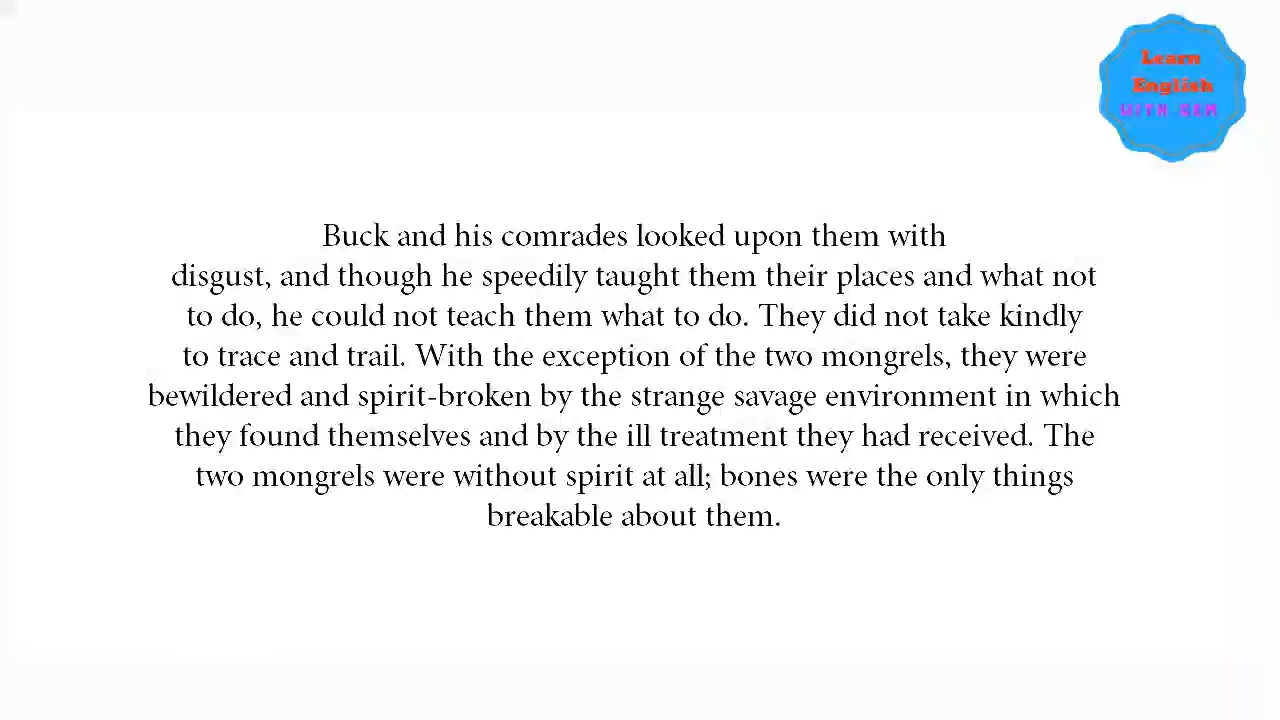 Learn
English
WITH SEM
Buck and his comrades looked upon them with
disgust, and though he speedily taught them their places and what not
to do, he could not teach them what to do. They did not take kindly
to trace and trail. With the exception of the two mongrels, they were
bewildered and spirit-broken by the strange savage environment in which
they found themselves and by the ill treatment they had received. The
two mongrels were without spirit at all; bones were the only things
breakable about them.